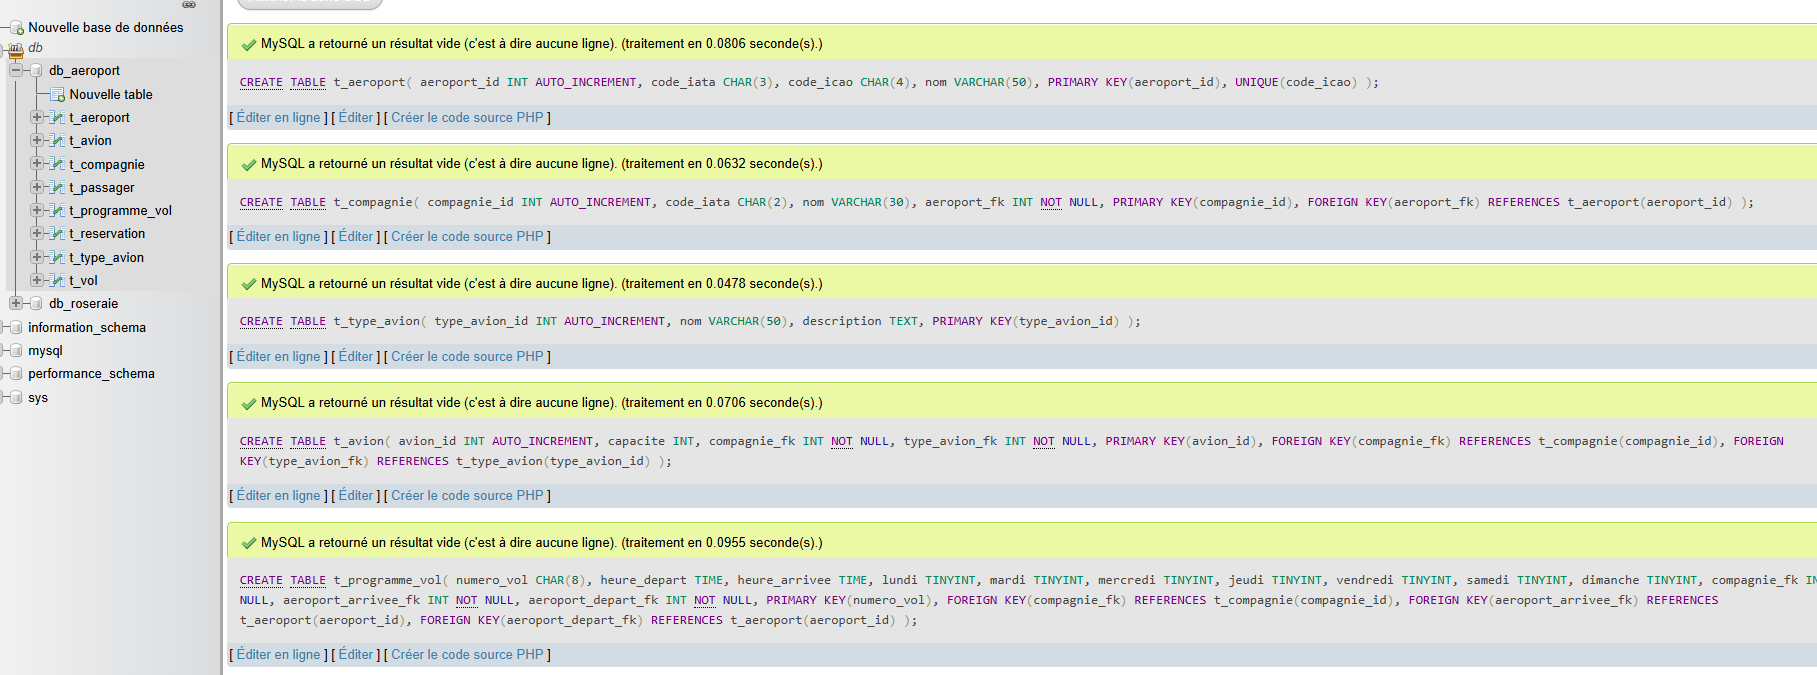 Nouvelle base de données
db
db_aeroport
Nouvelle table
t_aeroport
t_avion
t_compagnie
t_passager
t_programme_vol
t_reservation
t_type_avion
t_vol
db_roseraie
information_schema
mysql
performance_schema
sys
MySQL a retourné un résultat vide (c'est à dire aucune ligne). (traitement en 0.0806 seconde(s).)
CREATE TABLE t_aeroport( aeroport_id INT AUTO_INCREMENT, code_iata CHAR(3), code_icao CHAR(4), nom VARCHAR(50), PRIMARY KEY(aeroport_id), UNIQUE(code_icao) );
[ Éditer en ligne ] [ Éditer ] [ Créer le code source PHP ]
MySQL a retourné un résultat vide (c'est à dire aucune ligne). (traitement en 0.0632 seconde(s).)
CREATE TABLE t_compagnie( compagnie_id INT AUTO_INCREMENT, code_iata CHAR(2), nom VARCHAR(30), aeroport_fk INT NOT NULL, PRIMARY KEY(compagnie_id), FOREIGN KEY(aeroport_fk) REFERENCES t_aeroport(aeroport_id) );
[ Éditer en ligne ] [ Éditer ] [ Créer le code source PHP ]
MySQL a retourné un résultat vide (c'est à dire aucune ligne). (traitement en 0.0478 seconde(s).)
CREATE TABLE t_type_avion( type_avion_id INT AUTO_INCREMENT, nom VARCHAR(50), description TEXT, PRIMARY KEY(type_avion_id) );
[ Éditer en ligne ] [ Éditer ] [ Créer le code source PHP ]
MySQL a retourné un résultat vide (c'est à dire aucune ligne). (traitement en 0.0706 seconde(s).)
CREATE TABLE t_avion( avion_id INT AUTO_INCREMENT, capacite INT, compagnie_fk INT NOT NULL, type_avion_fk INT NOT NULL, PRIMARY KEY(avion_id), FOREIGN KEY(compagnie_fk) REFERENCES t_compagnie(compagnie_id), FOREIGN
KEY(type_avion_fk) REFERENCES t_type_avion(type_avion_id) );
[ Éditer en ligne ] [ Éditer ] [ Créer le code source PHP ]
MySQL a retourné un résultat vide (c'est à dire aucune ligne). (traitement en 0.0955 seconde(s).)
CREATE TABLE t_programme_vol( numero_vol CHAR(8), heure_depart TIME, heure_arrivee TIME, lundi TINYINT, mardi TINYINT, mercredi TINYINT, jeudi TINYINT, vendredi TINYINT, samedi TINYINT, dimanche TINYINT, compagnie_fk
NULL, aeroport_arrivee_fk INT NOT NULL, aeroport_depart_fk INT NOT NULL, PRIMARY KEY(numero_vol), FOREIGN KEY(compagnie_fk) REFERENCES t_compagnie(compagnie_id), FOREIGN KEY(aeroport_arrivee_fk) REFERENCES
t_aeroport(aeroport_id), FOREIGN KEY(aeroport_depart_fk) REFERENCES t_aeroport(aeroport_id) );
[ Éditer en ligne ] [ Éditer ] [ Créer le code source PHP ]